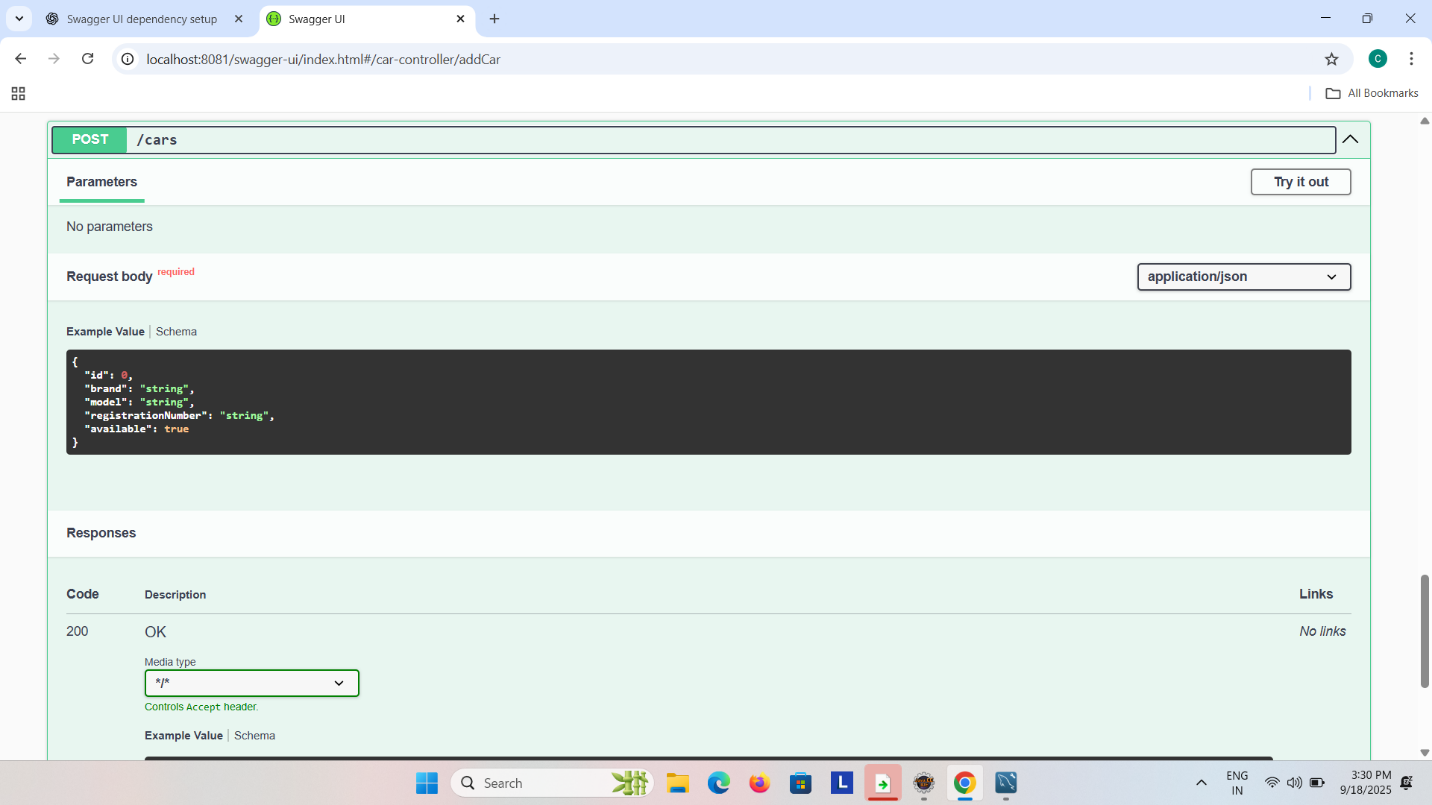 Swagger UI dependency setup
Swagger UI
localhost:8081/swagger-ui/index.html#/car-controller/addCar
C
All Bookmarks
POST /cars
Parameters
Try it out
No parameters
Request body required
application/json
Example Value | Schema
{
"id": 0,
"brand": "string",
"model": "string",
"registrationNumber": "string",
"available": true
}
Responses
Code Description Links
200 OK No links
Media type
*/*
Controls Accept header.
Example Value | Schema
Search
L
ENG
IN
3:30 PM
9/18/2025